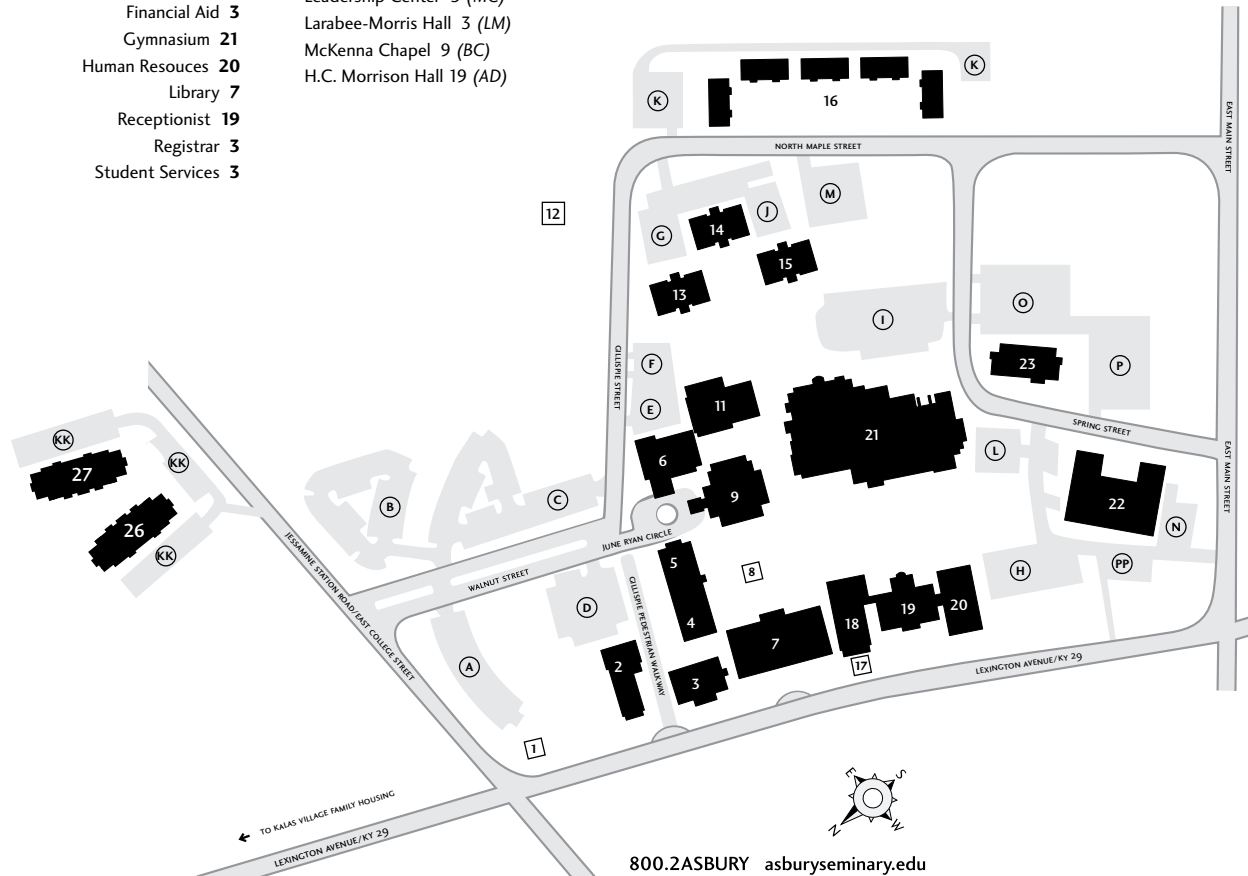 Leadership Center 5 (MC)
Financial Aid 3
Larabee-Morris Hall 3 (LM)
Gymnasium 21
McKenna Chapel 9 (BC)
Human Resouces 20
H.C. Morrison Hall 19 (AD)
Library 7
Receptionist 19
Registrar 3
Student Services 3
K
K
16
EAST MAIN STREET
NORTH MAPLE STREET
12
M
J
G
14
15
13
O
I
GILLISPIE STREET
F
23
P
E
11
SPRING STREET
21
EAST MAIN STREET
KK
L
6
KK
27
9
22
B
C
N
26
KK
JUNE RYAN CIRCLE
JESSAMINE STATION ROAD/EAST COLLEGE STREET
5
8
H
PP
WALNUT STREET
GILLISPIE PEDESTRIAN WALKWAY
D
4
18
19
20
7
2
A
3
17
LEXINGTON AVENUE/KY 29
1
E
S
N
W
TO KALAS VILLAGE FAMILY HOUSING
LEXINGTON AVENUE/KY 29
800.2ASBURY asburyseminary.edu